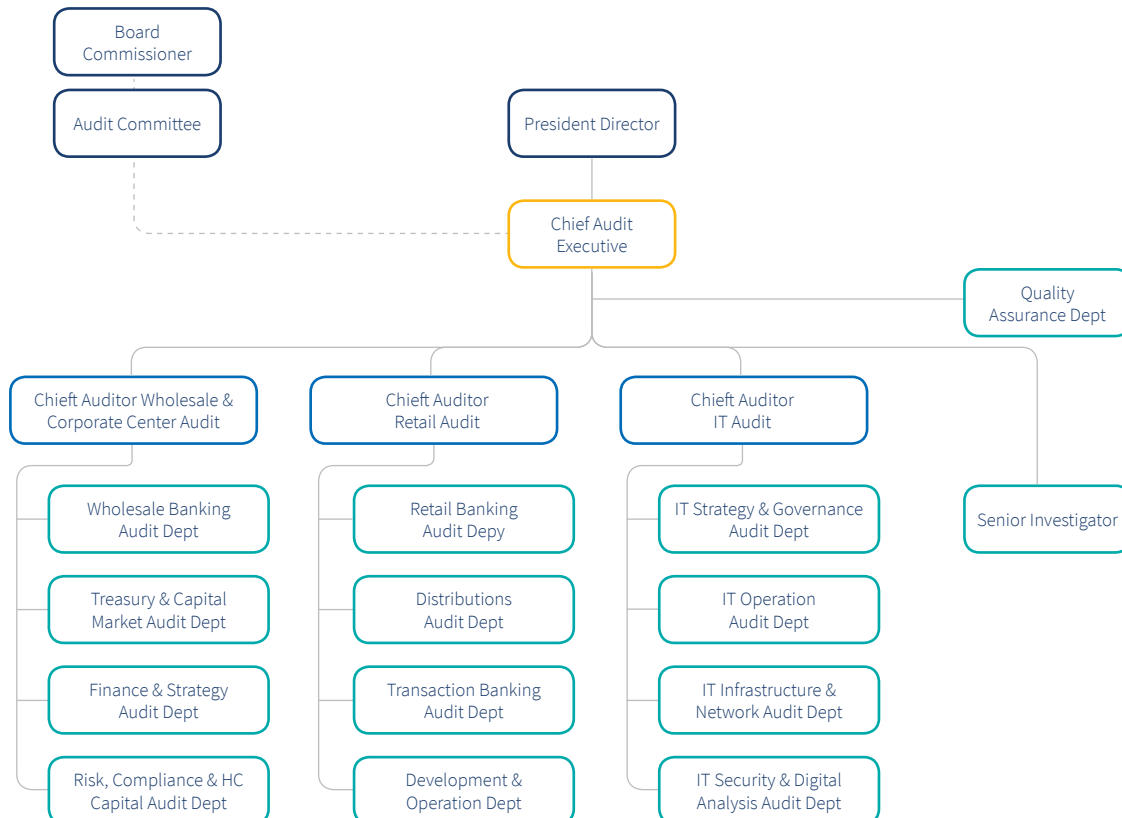 Board
Commissioner
Audit Committee
President Director
Chief Audit
Executive
Quality
Assurance Dept
Chieft Auditor Wholesale &
Corporate Center Audit
Chieft Auditor
Retail Audit
Chieft Auditor
IT Audit
Wholesale Banking
Audit Dept
Retail Banking
Audit Depy
IT Strategy & Governance
Audit Dept
Senior Investigator
Treasury & Capital
Market Audit Dept
Distributions
Audit Dept
IT Operation
Audit Dept
Finance & Strategy
Audit Dept
Transaction Banking
Audit Dept
IT Infrastructure &
Network Audit Dept
Risk, Compliance & HC
Capital Audit Dept
Development &
Operation Dept
IT Security & Digital
Analysis Audit Dept